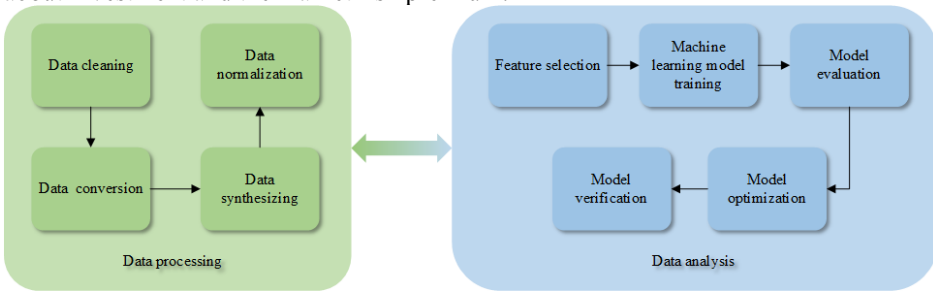 Data cleaning
Data
normalization
Data conversion
Data
synthesizing
Data processing
Feature selection
Machine
learning model
training
Model
evaluation
Model
verification
Model
optimization
Data analysis